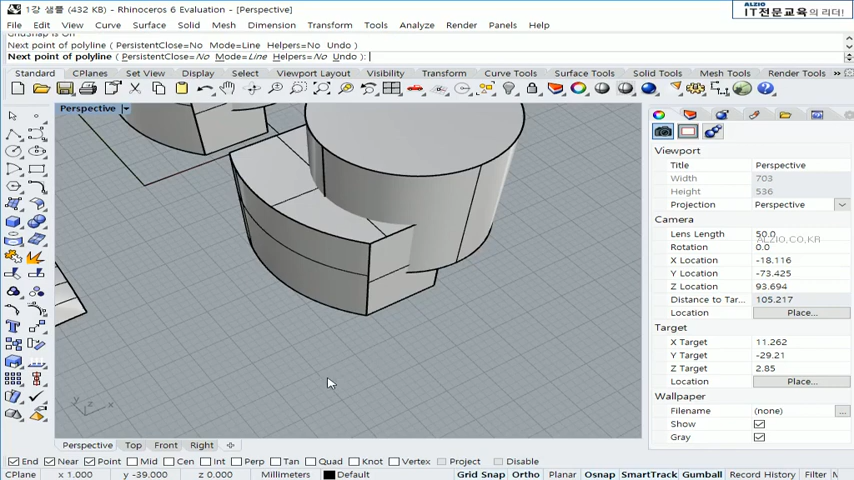 1강 샘플 (432 KB) - Rhinoceros 6 Evaluation - [Perspective]
ALZIO
IT전문교육의 리더!
File Edit View Curve Surface Solid Mesh Dimension Transform Tools Analyze Render Panels Help
Next point of polyline ( PersistentClose=No Mode=Line Helpers=No Undo )
Next point of polyline ( PersistentClose=No Mode=Line Helpers=No Undo ):
Standard CPlanes Set View Display Select Viewport Layout Visibility Transform Curve Tools Surface Tools Solid Tools Mesh Tools Render Tools »
Perspective
Viewport
Title Perspective
Width 703
Height 536
Projection Perspective
Camera
Lens Length 50.0
ALZIO.CO.KR
Rotation 0.0
X Location -18.116
Y Location -73.425
Z Location 93.694
Distance to Tar... 105.217
Location Place...
Target
X Target 11.262
Y Target -29.21
Z Target 2.85
Location Place...
Wallpaper
Filename (none) ...
Show
Gray
y z x
Perspective Top Front Right
End Near Point Mid Cen Int Perp Tan Quad Knot Vertex Project Disable
CPlane x 1.000 y -39.000 z 0.000 Millimeters Default Grid Snap Ortho Planar Osnap SmartTrack Gumball Record History Filter